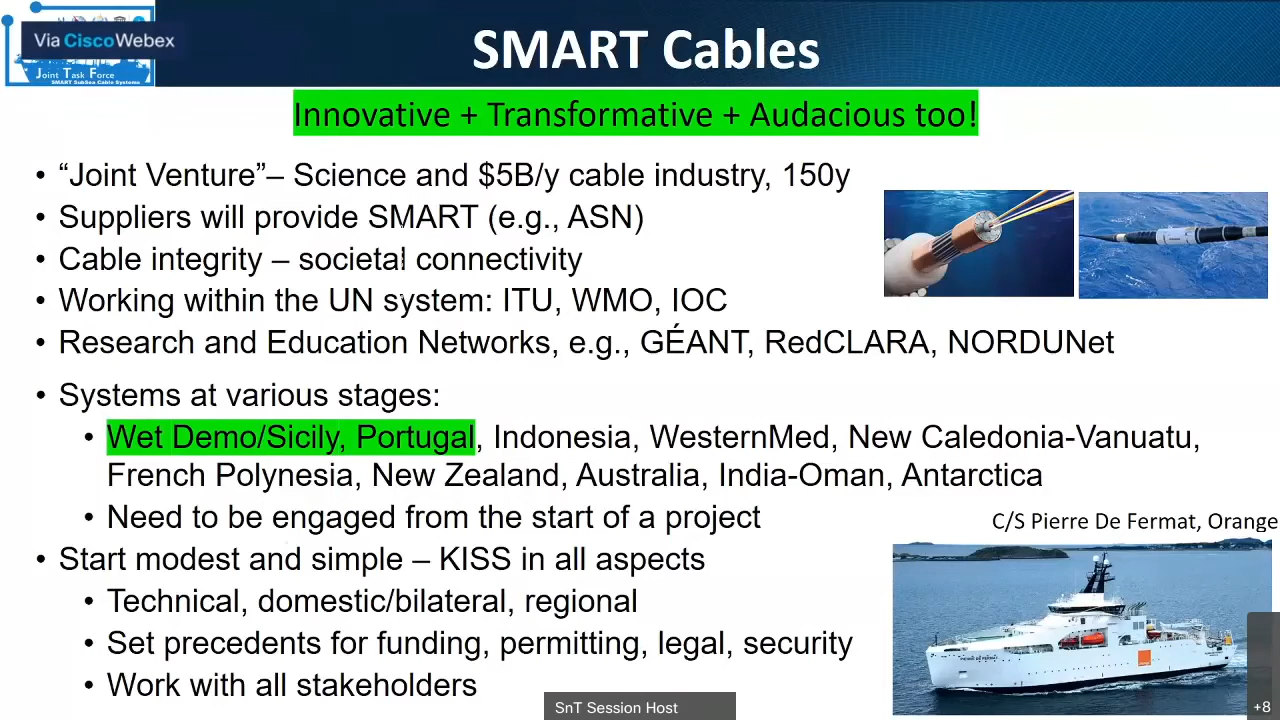 Via Cisco Webex
Joint Task Force
SMART SubSea Cable Systems
SMART Cables
Innovative + Transformative + Audacious too!
• “Joint Venture”– Science and $5B/y cable industry, 150y
• Suppliers will provide SMART (e.g., ASN)
• Cable integrity – societal connectivity
• Working within the UN system: ITU, WMO, IOC
• Research and Education Networks, e.g., GÉANT, RedCLARA, NORDUNet
• Systems at various stages:
• Wet Demo/Sicily, Portugal, Indonesia, WesternMed, New Caledonia-Vanuatu,
French Polynesia, New Zealand, Australia, India-Oman, Antarctica
• Need to be engaged from the start of a project
C/S Pierre De Fermat, Orange
• Start modest and simple – KISS in all aspects
• Technical, domestic/bilateral, regional
• Set precedents for funding, permitting, legal, security
• Work with all stakeholders
PIERRE DE FERMAT
SnT Session Host
+8